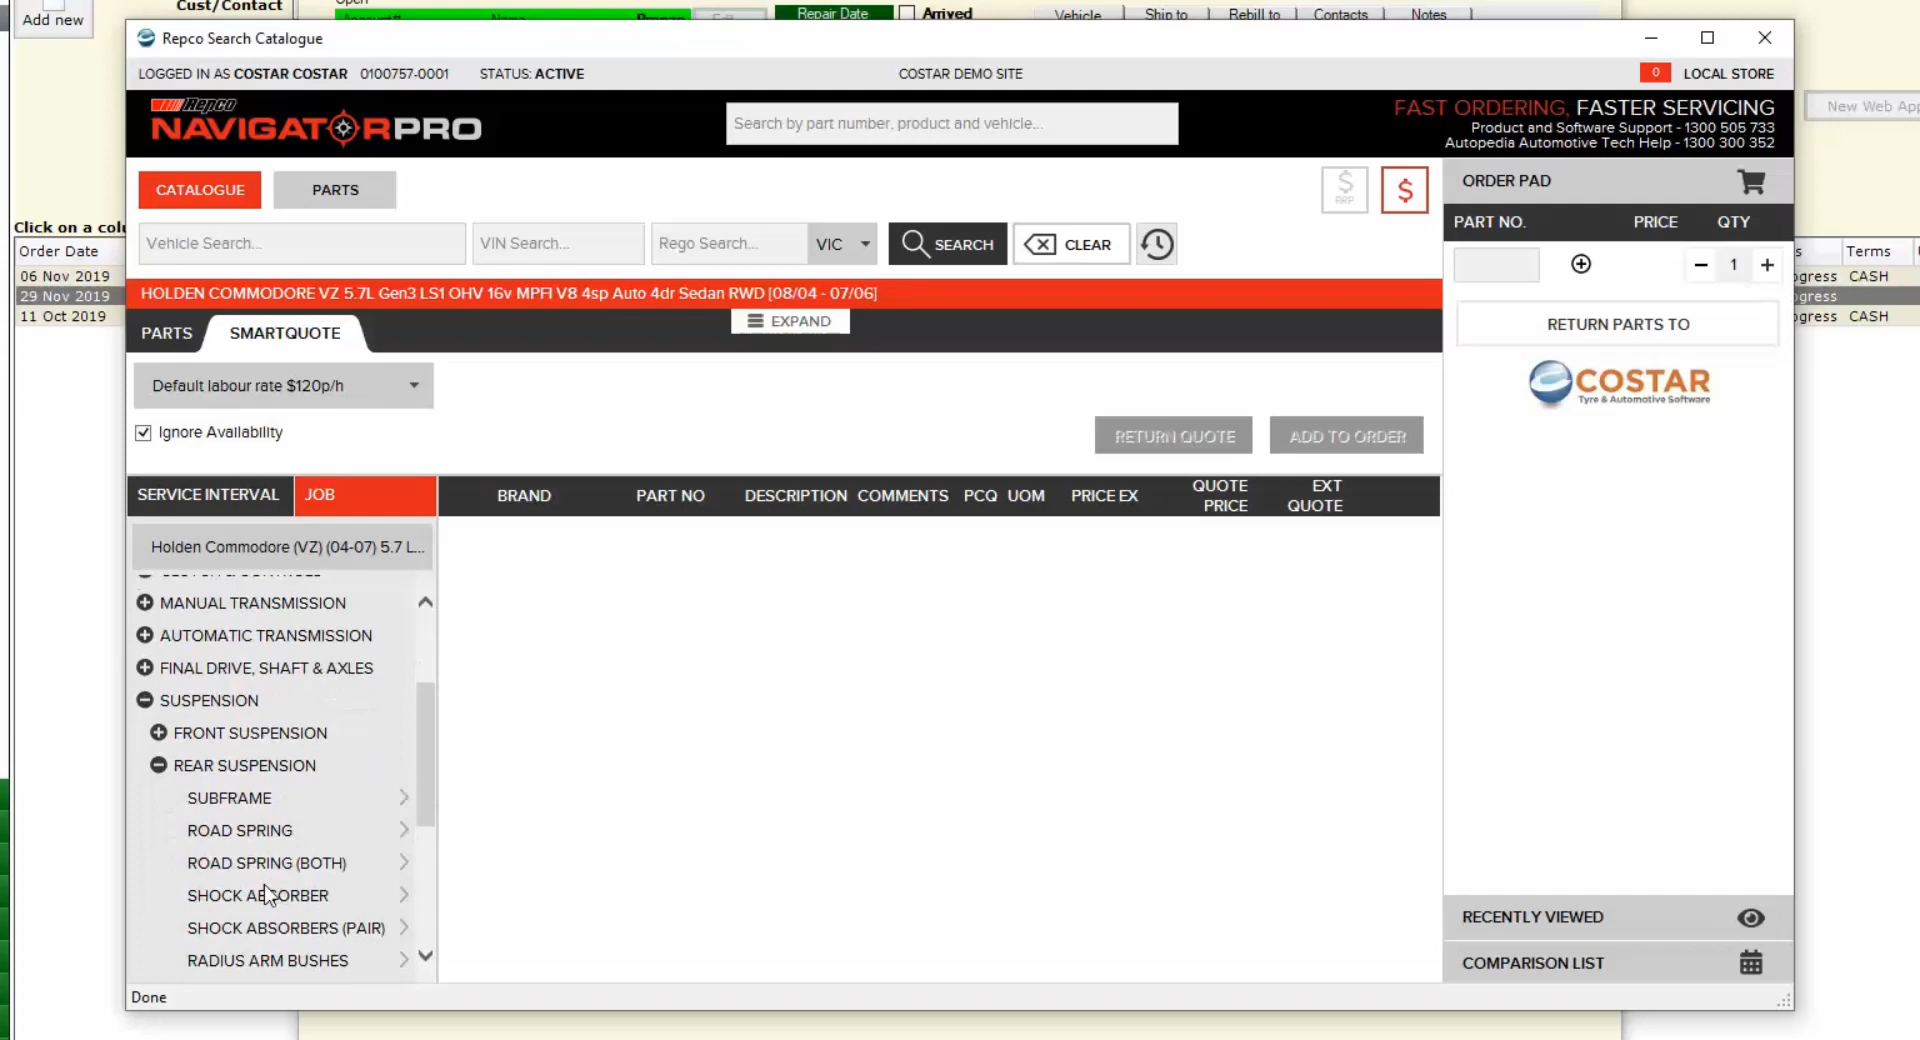 Add new
Cust/Contact
Repair Date
Arrived
Vehicle
Ship to
Rebill to
Contacts
Notes
Repco Search Catalogue
LOGGED IN AS COSTAR COSTAR 0100757-0001 STATUS: ACTIVE
COSTAR DEMO SITE
0 LOCAL STORE
REPCO
NAVIGATORPRO
Search by part number, product and vehicle...
FAST ORDERING, FASTER SERVICING
Product and Software Support - 1300 505 733
Autopedia Automotive Tech Help - 1300 300 352
New Web App
CATALOGUE
PARTS
$
RRP
$
ORDER PAD
PART NO. PRICE QTY
Click on a colu
Vehicle Search...
VIN Search...
Rego Search...
VIC
SEARCH
CLEAR
1
Order Date
Terms
06 Nov 2019
ogress CASH
29 Nov 2019
ogress
11 Oct 2019
ogress CASH
HOLDEN COMMODORE VZ 5.7L Gen3 LS1 OHV 16v MPFI V8 4sp Auto 4dr Sedan RWD [08/04 - 07/06]
EXPAND
PARTS
SMARTQUOTE
RETURN PARTS TO
COSTAR
Tyre & Automotive Software
Default labour rate $120p/h
Ignore Availability
RETURN QUOTE
ADD TO ORDER
SERVICE INTERVAL
JOB
BRAND PART NO DESCRIPTION COMMENTS PCQ UOM PRICE EX QUOTE PRICE EXT QUOTE
Holden Commodore (VZ) (04-07) 5.7 L...
MANUAL TRANSMISSION
AUTOMATIC TRANSMISSION
FINAL DRIVE, SHAFT & AXLES
SUSPENSION
FRONT SUSPENSION
REAR SUSPENSION
SUBFRAME
ROAD SPRING
ROAD SPRING (BOTH)
SHOCK ABSORBER
SHOCK ABSORBERS (PAIR)
RADIUS ARM BUSHES
RECENTLY VIEWED
COMPARISON LIST
Done